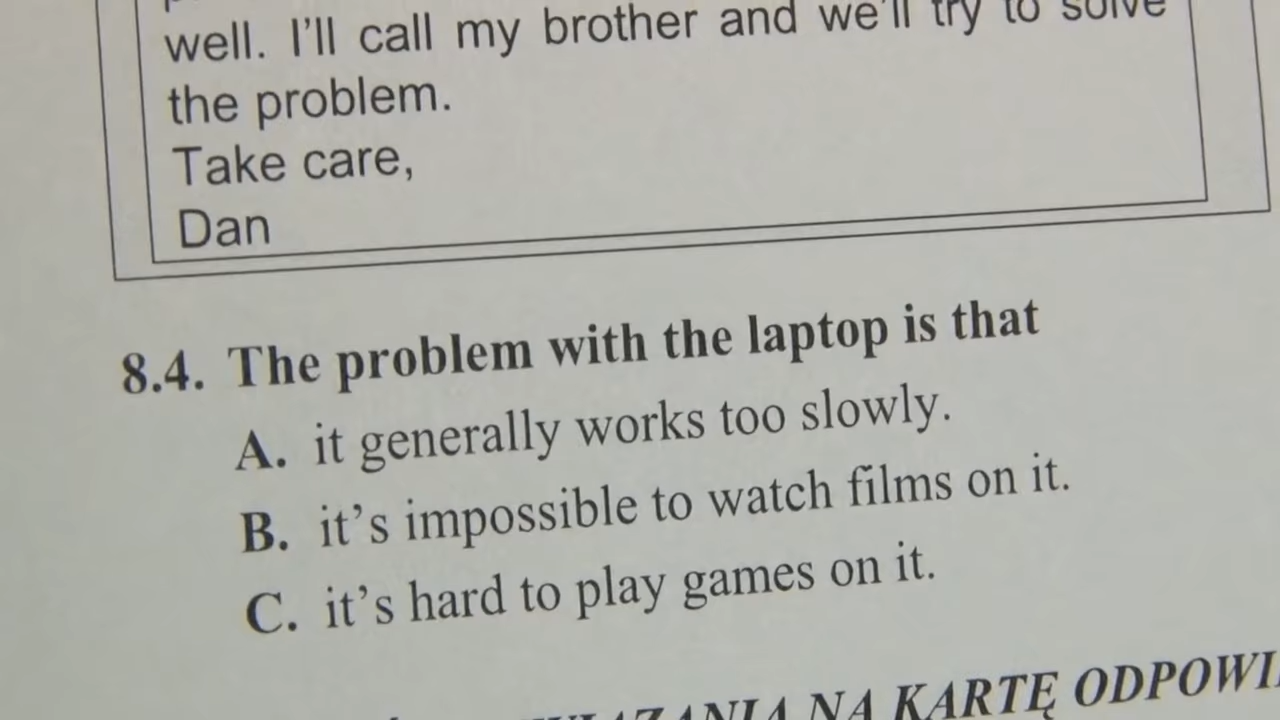 well. I'll call my brother and we'll try to solve
the problem.
Take care,
Dan
8.4. The problem with the laptop is that
A. it generally works too slowly.
B. it's impossible to watch films on it.
C. it's hard to play games on it.
NA KARTĘ